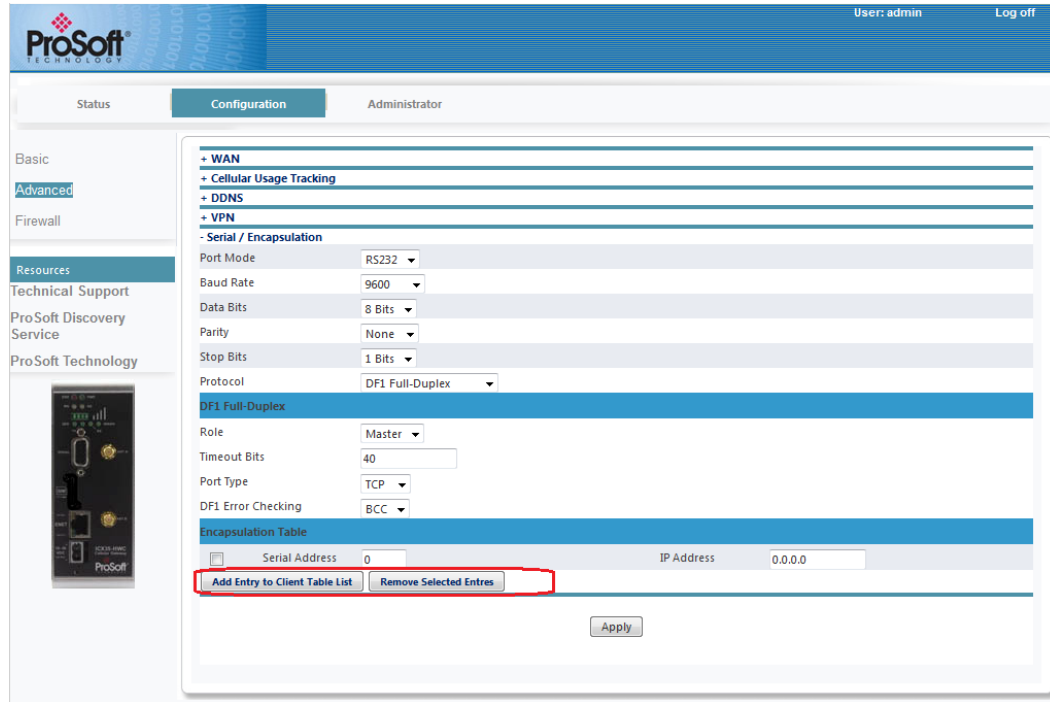 User: admin Log off
ProSoft®
TECHNOLOGY
Status Configuration Administrator
Basic
Advanced
Firewall
Resources
Technical Support
ProSoft Discovery
Service
ProSoft Technology
ProSoft
+ WAN
+ Cellular Usage Tracking
+ DDNS
+ VPN
- Serial / Encapsulation
Port Mode RS232
Baud Rate 9600
Data Bits 8 Bits
Parity None
Stop Bits 1 Bits
Protocol DF1 Full-Duplex
DF1 Full-Duplex
Role Master
Timeout Bits 40
Port Type TCP
DF1 Error Checking BCC
Encapsulation Table
Serial Address 0 IP Address 0.0.0.0
Add Entry to Client Table List Remove Selected Entres
Apply